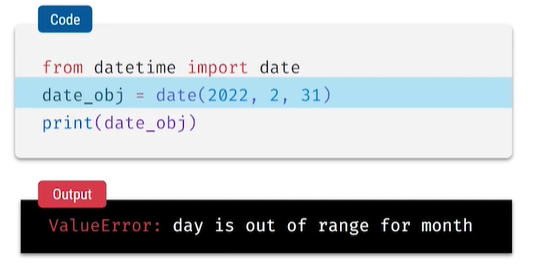 Code
from datetime import date
date_obj = date(2022, 2, 31)
print(date_obj)
Output
ValueError: day is out of range for month